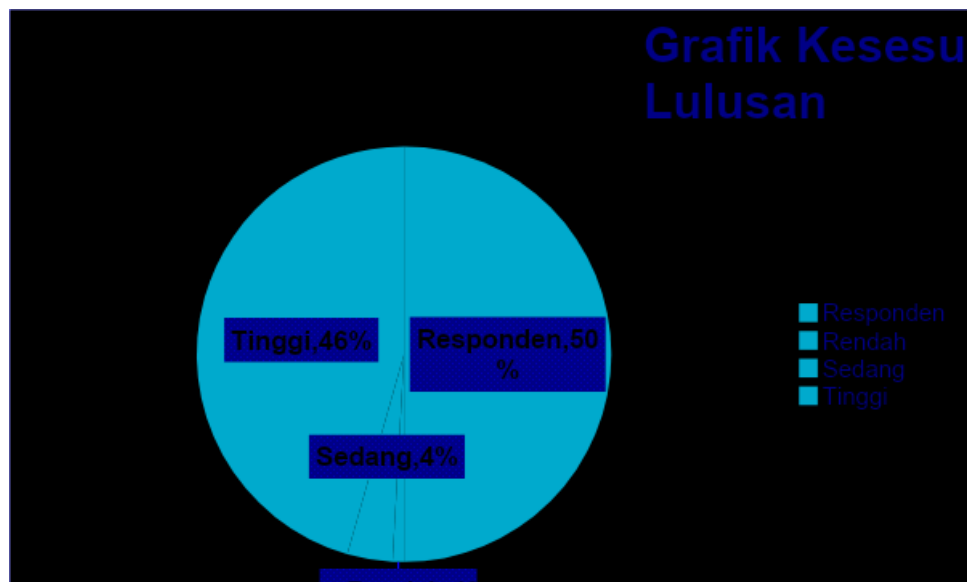 Grafik Kesesu
Lulusan
Tinggi,46%
Responden,50
%
Sedang,4%
Responden
Rendah
Sedang
Tinggi